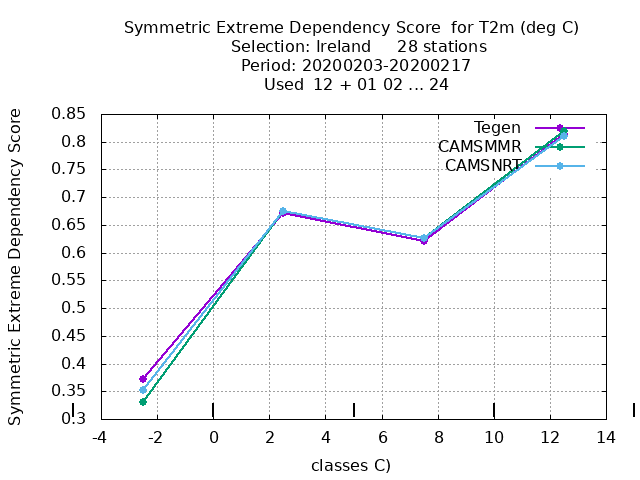 Symmetric Extreme Dependency Score  for T2m (deg C)
Selection: Ireland     28 stations
Period: 20200203-20200217
Used  12 + 01 02 ... 24
Symmetric Extreme Dependency Score
0.85
0.8
0.75
0.7
0.65
0.6
0.55
0.5
0.45
0.4
0.35
0.3
Tegen
CAMSMMR
CAMSNRT
-4 -2 0 2 4 6 8 10 12 14
classes C)